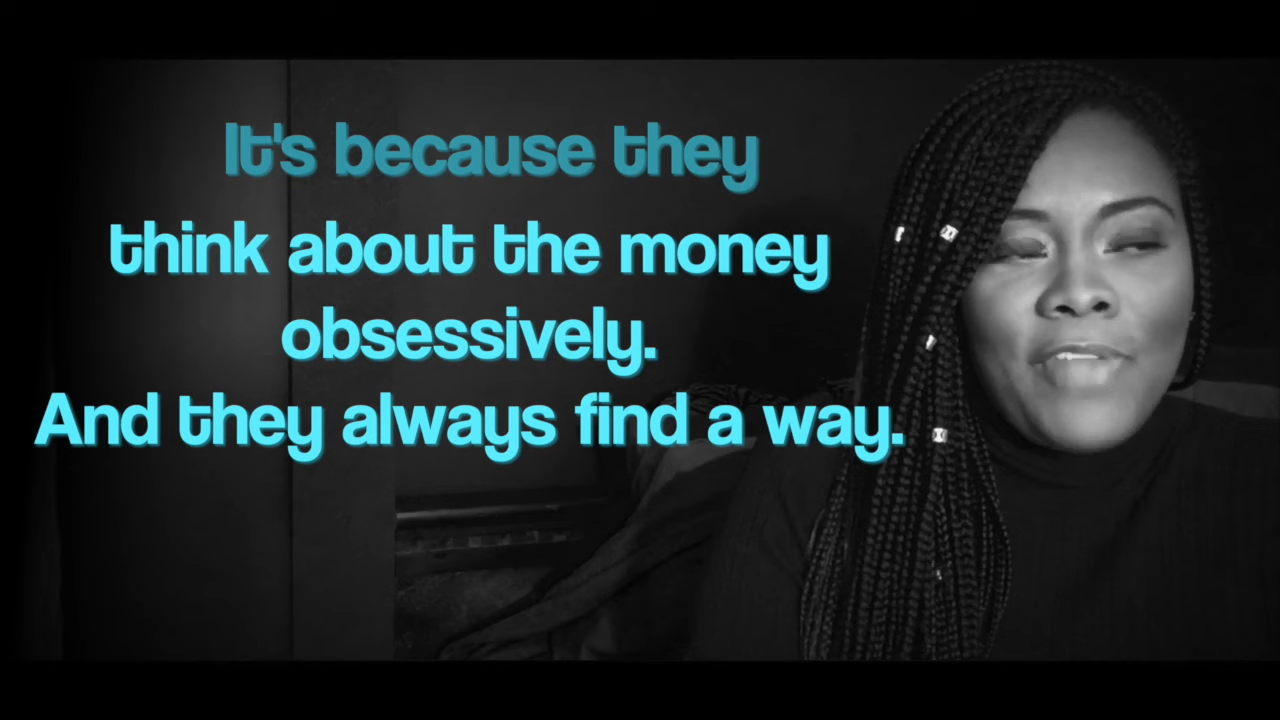 It's because they
think about the money
obsessively.
And they always find a way.